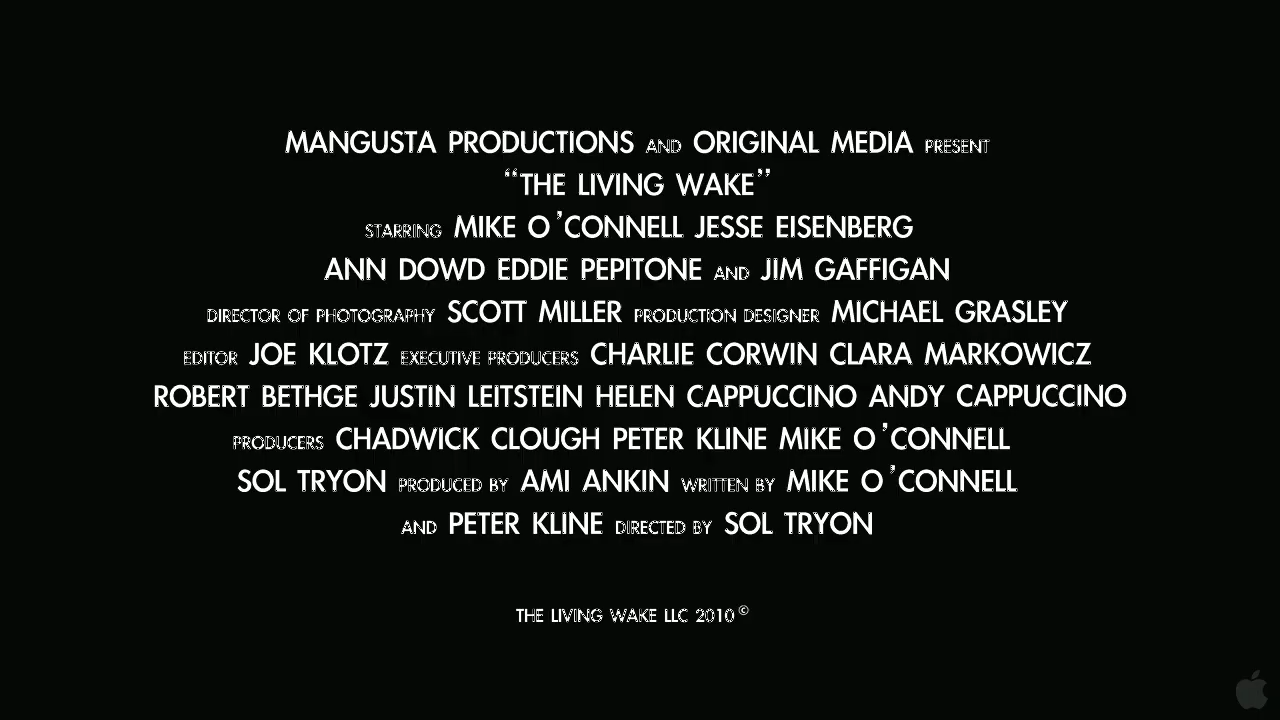 MANGUSTA PRODUCTIONS AND ORIGINAL MEDIA PRESENT
“THE LIVING WAKE”
STARRING MIKE O’CONNELL JESSE EISENBERG
ANN DOWD EDDIE PEPITONE AND JIM GAFFIGAN
DIRECTOR OF PHOTOGRAPHY SCOTT MILLER PRODUCTION DESIGNER MICHAEL GRASLEY
EDITOR JOE KLOTZ EXECUTIVE PRODUCERS CHARLIE CORWIN CLARA MARKOWICZ
ROBERT BETHGE JUSTIN LEITSTEIN HELEN CAPPUCCINO ANDY CAPPUCCINO
PRODUCERS CHADWICK CLOUGH PETER KLINE MIKE O’CONNELL
SOL TRYON PRODUCED BY AMI ANKIN WRITTEN BY MIKE O’CONNELL
AND PETER KLINE DIRECTED BY SOL TRYON
THE LIVING WAKE LLC 2010©